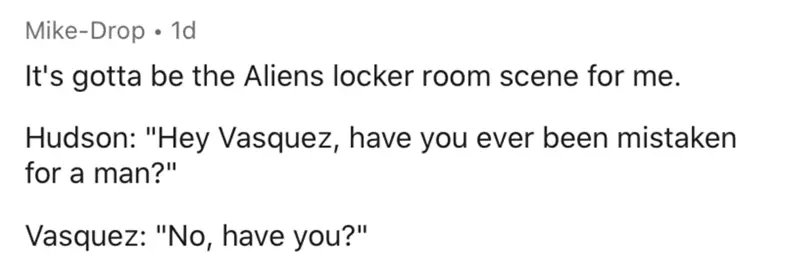 Mike-Drop • 1d
It's gotta be the Aliens locker room scene for me.
Hudson: "Hey Vasquez, have you ever been mistaken
for a man?"
Vasquez: "No, have you?"